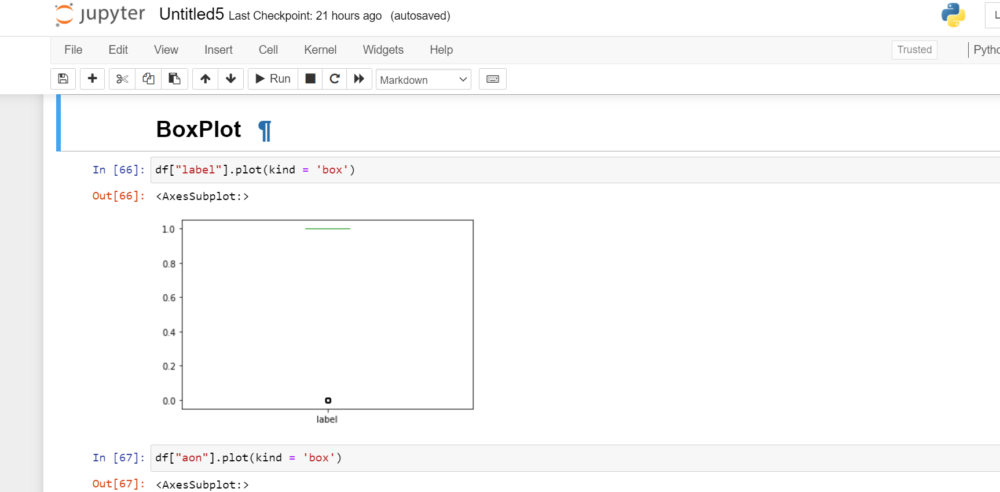 jupyter Untitled5 Last Checkpoint: 21 hours ago (autosaved)
File Edit View Insert Cell Kernel Widgets Help Trusted
Run Markdown
BoxPlot ¶
In [66]: df["label"].plot(kind = 'box')
Out[66]: <AxesSubplot:>
1.0
0.8
0.6
0.4
0.2
0.0
label
In [67]: df["aon"].plot(kind = 'box')
Out[67]: <AxesSubplot:>